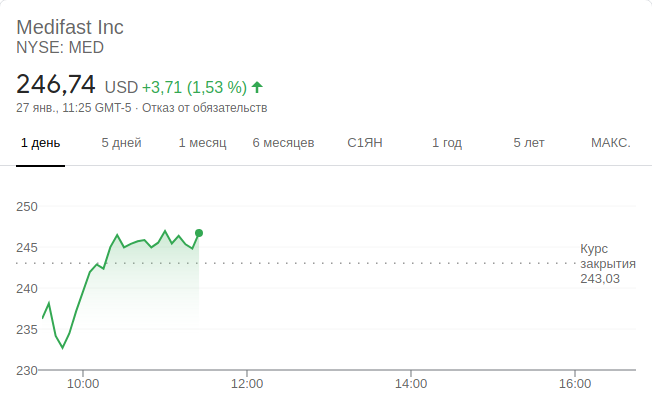 Medifast Inc
NYSE: MED
246,74 USD +3,71 (1,53 %)
27 янв., 11:25 GMT-5 · Отказ от обязательств
1 день 5 дней 1 месяц 6 месяцев С1ЯН 1 год 5 лет МАКС.
250
245
240
235
230
Курс
закрытия
243,03
10:00 12:00 14:00 16:00